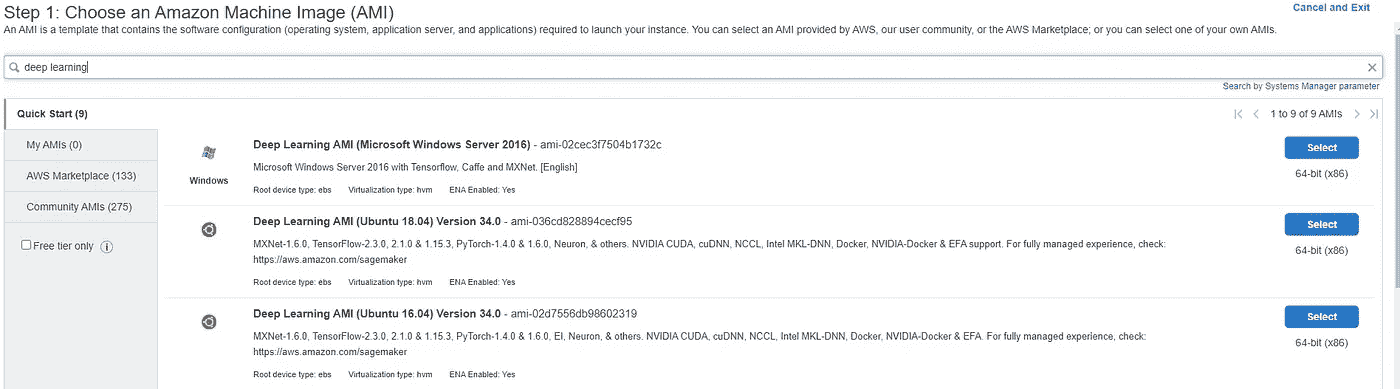 Step 1: Choose an Amazon Machine Image (AMI)
Cancel and Exit
An AMI is a template that contains the software configuration (operating system, application server, and applications) required to launch your instance. You can select an AMI provided by AWS, our user community, or the AWS Marketplace; or you can select one of your own AMIs.
deep learning
Search by Systems Manager parameter
Quick Start (9)
1 to 9 of 9 AMIs
My AMIs (0)
AWS Marketplace (133)
Community AMIs (275)
Free tier only
Windows
Deep Learning AMI (Microsoft Windows Server 2016) - ami-02cec3f7504b1732c
Microsoft Windows Server 2016 with Tensorflow, Caffe and MXNet. [English]
Root device type: ebs Virtualization type: hvm ENA Enabled: Yes
Select
64-bit (x86)
Deep Learning AMI (Ubuntu 18.04) Version 34.0 - ami-036cd828894cecf95
MXNet-1.6.0, TensorFlow-2.3.0, 2.1.0 & 1.15.3, PyTorch-1.4.0 & 1.6.0, Neuron, & others. NVIDIA CUDA, cuDNN, NCCL, Intel MKL-DNN, Docker, NVIDIA-Docker & EFA support. For fully managed experience, check:
https://aws.amazon.com/sagemaker
Root device type: ebs Virtualization type: hvm ENA Enabled: Yes
Select
64-bit (x86)
Deep Learning AMI (Ubuntu 16.04) Version 34.0 - ami-02d7556db98602319
MXNet-1.6.0, TensorFlow-2.3.0, 2.1.0 & 1.15.3, PyTorch-1.4.0 & 1.6.0, EI, Neuron, & others. NVIDIA CUDA, cuDNN, NCCL, Intel MKL-DNN, Docker, NVIDIA-Docker & EFA. For fully managed experience, check:
https://aws.amazon.com/sagemaker
Root device type: ebs Virtualization type: hvm ENA Enabled: Yes
Select
64-bit (x86)